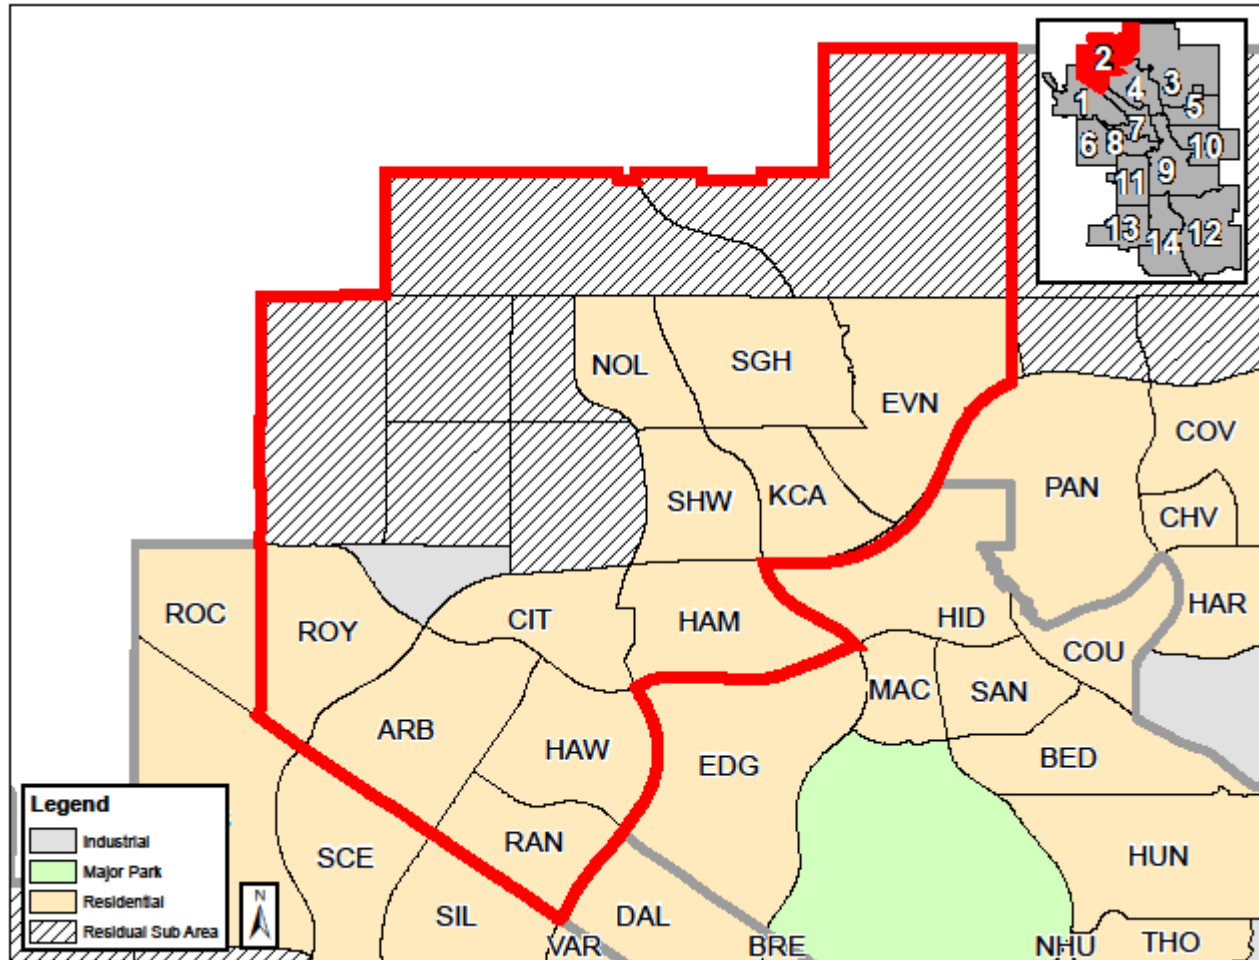 2
3
4
1
5
7
6
8
10
9
11
13
14
12
NOL
SGH
EVN
COV
PAN
SHW
KCA
CHV
ROC
ROY
CIT
HAM
HID
HAR
COU
MAC
SAN
ARB
HAW
EDG
BED
SCE
RAN
HUN
SIL
DAL
VAR
BRE
NHU
THO
Legend
Industrial
Major Park
Residential
Residual Sub Area
N